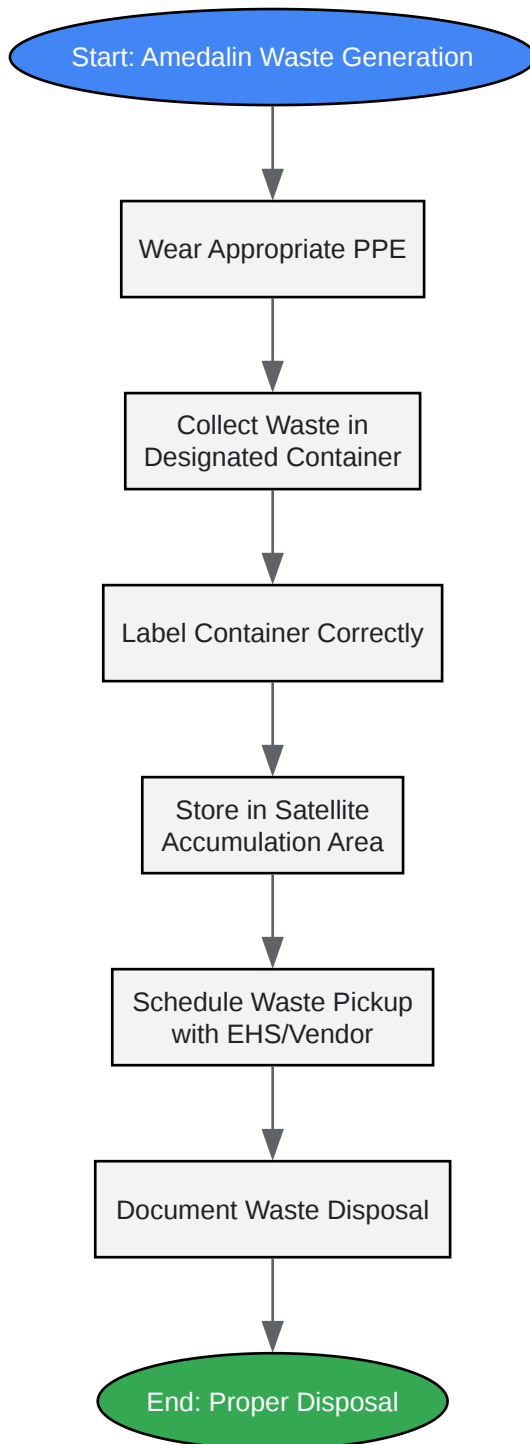 Start: Amedalin Waste Generation
Wear Appropriate PPE
Collect Waste in
Designated Container
Label Container Correctly
Store in Satellite
Accumulation Area
Schedule Waste Pickup
with EHS/Vendor
Document Waste Disposal
End: Proper Disposal